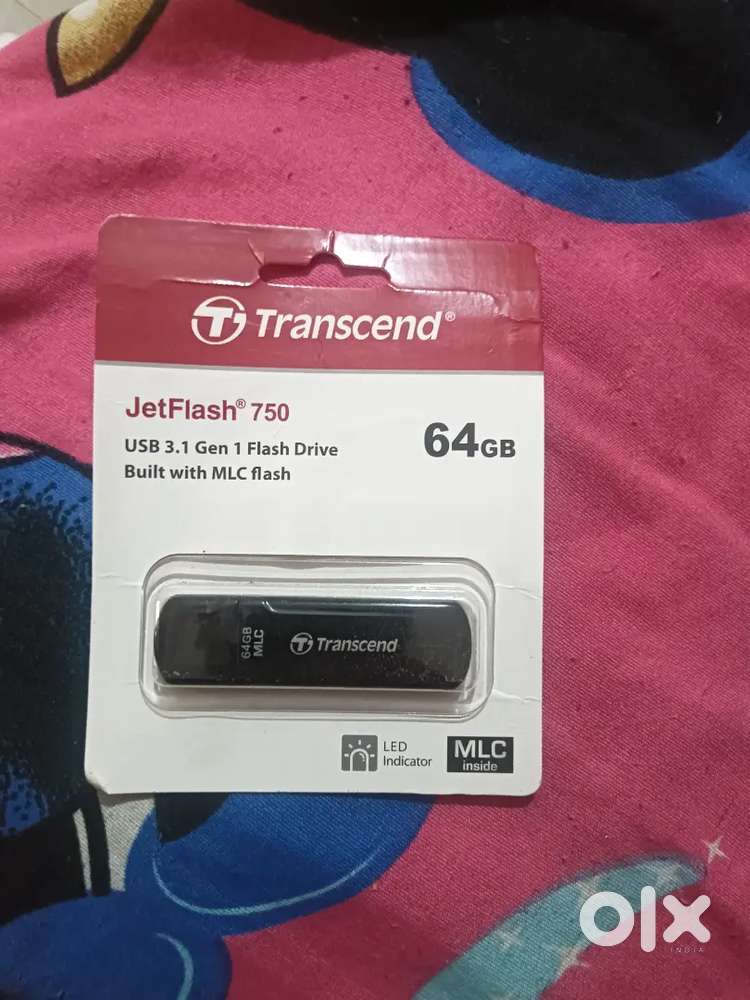 Transcend®
JetFlash® 750
64GB
USB 3.1 Gen 1 Flash Drive
Built with MLC flash
64GB
MLC
Transcend
LED
Indicator
MLC
inside
olx
INDIA